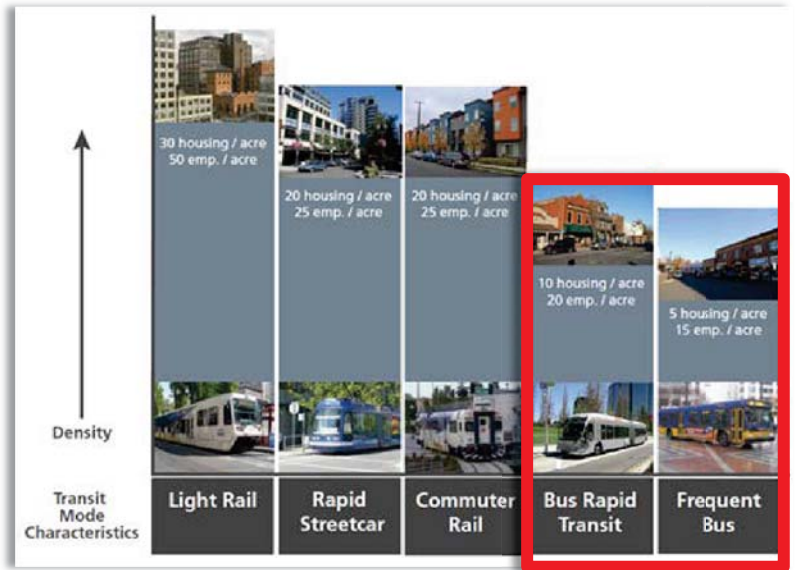 30 housing / acre
50 emp. / acre
20 housing / acre
25 emp. / acre
20 housing / acre
25 emp. / acre
10 housing / acre
20 emp. / acre
5 housing / acre
15 emp. / acre
Density
Transit
Mode
Characteristics
Light Rail
Rapid
Streetcar
Commuter
Rail
Bus Rapid
Transit
Frequent
Bus